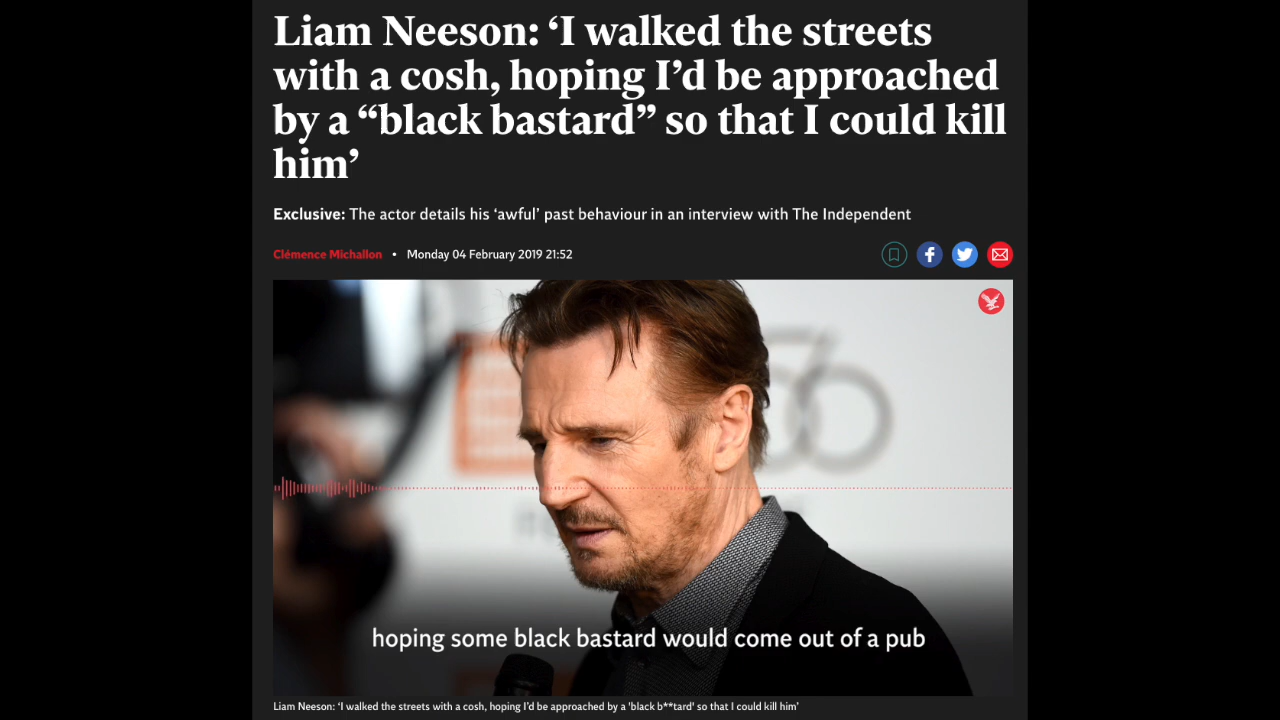 Liam Neeson: ‘I walked the streets
with a cosh, hoping I’d be approached
by a “black bastard” so that I could kill
him’
Exclusive: The actor details his ‘awful’ past behaviour in an interview with The Independent
Clémence Michallon • Monday 04 February 2019 21:52
hoping some black bastard would come out of a pub
Liam Neeson: ‘I walked the streets with a cosh, hoping I’d be approached by a ’black b**tard’ so that I could kill him’